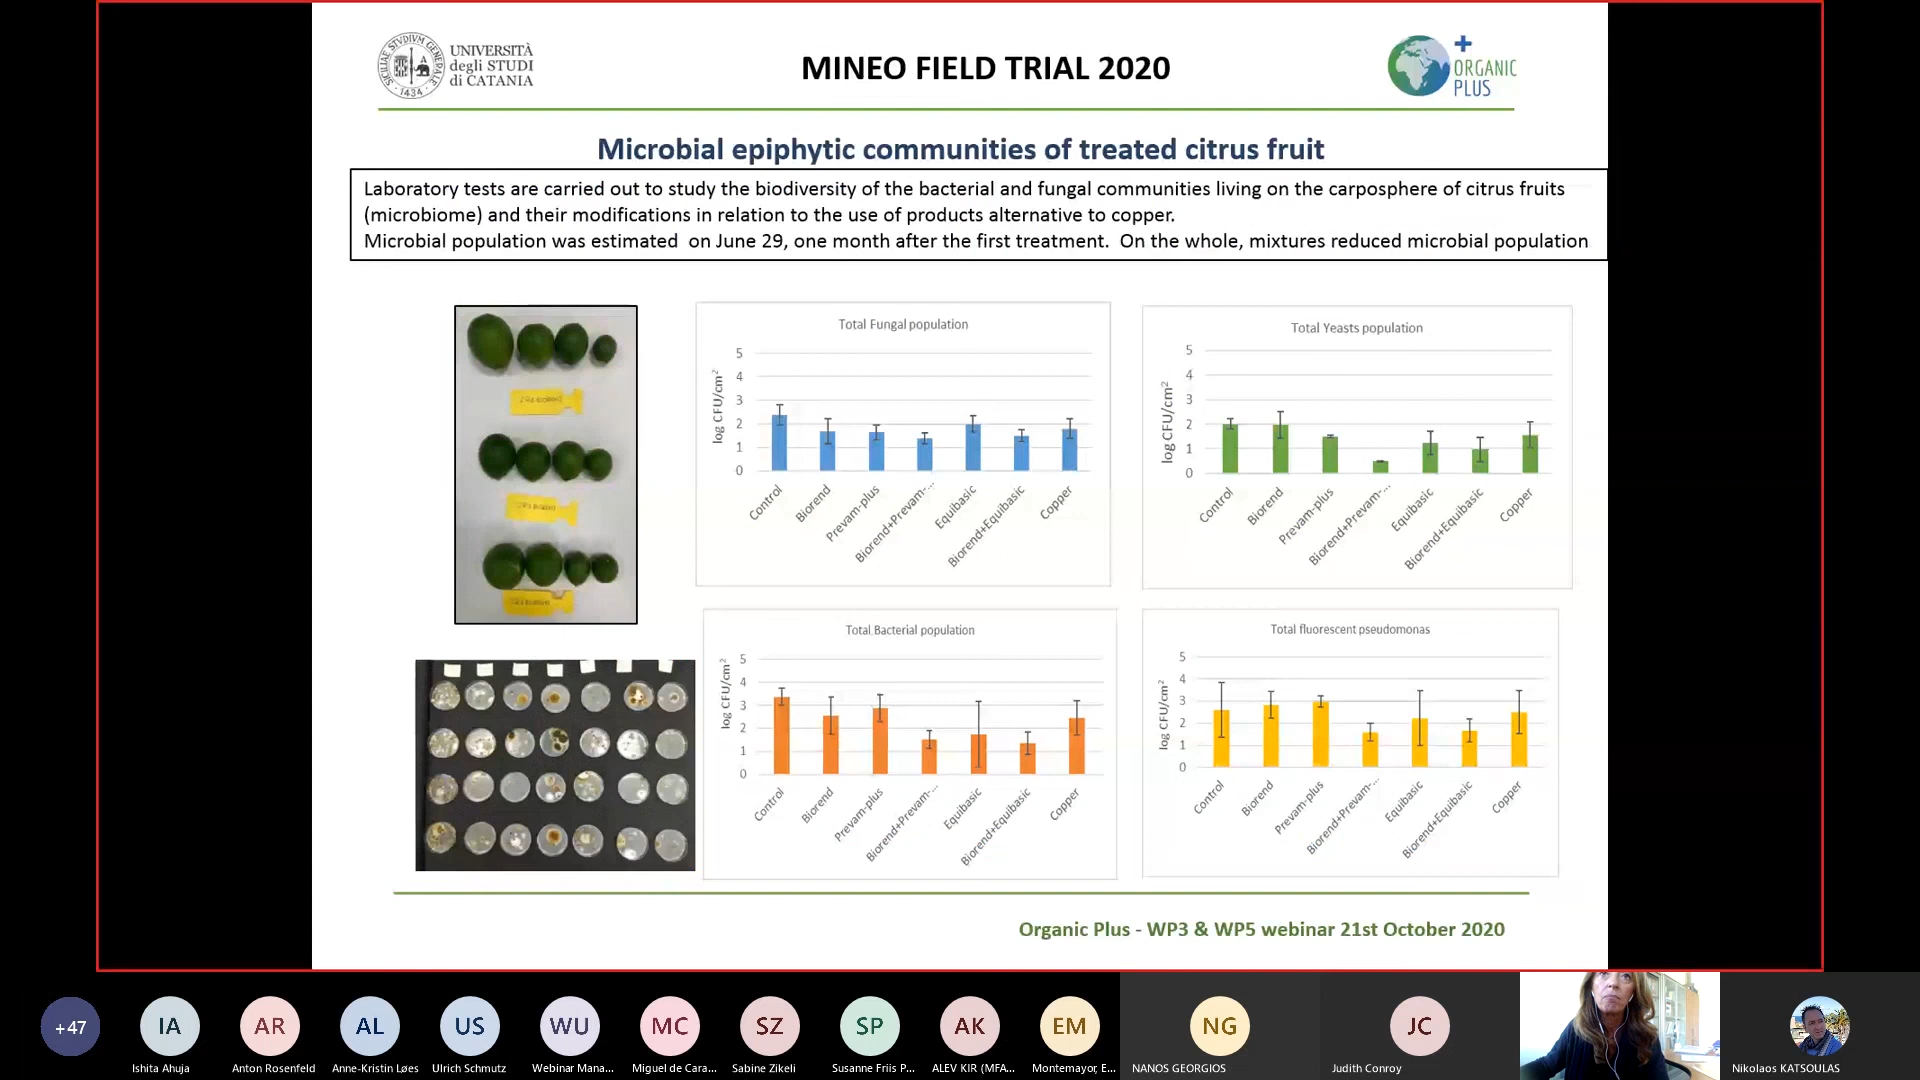 UNIVERSITÀ
degli STUDI
di CATANIA
MINEO FIELD TRIAL 2020
ORGANIC
PLUS
Microbial epiphytic communities of treated citrus fruit
Laboratory tests are carried out to study the biodiversity of the bacterial and fungal communities living on the carposphere of citrus fruits
(microbiome) and their modifications in relation to the use of products alternative to copper.
Microbial population was estimated on June 29, one month after the first treatment. On the whole, mixtures reduced microbial population
Total Fungal population
log CFU/cm²
5
4
3
2
1
0
Control
Biorend
Prevam-plus
Biorend+Prevam-...
Equibasic
Biorend+Equibasic
Copper
Total Yeasts population
log CFU/cm²
5
4
3
2
1
0
Control
Biorend
Prevam-plus
Biorend+Prevam-...
Equibasic
Biorend+Equibasic
Copper
Total Bacterial population
log CFU/cm²
5
4
3
2
1
0
Control
Biorend
Prevam-plus
Biorend+Prevam-...
Equibasic
Biorend+Equibasic
Copper
Total fluorescent pseudomonas
log CFU/cm²
5
4
3
2
1
0
Control
Biorend
Prevam-plus
Biorend+Prevam-...
Equibasic
Biorend+Equibasic
Copper
Organic Plus - WP3 & WP5 webinar 21st October 2020
+47
IA
AR
AL
US
WU
MC
SZ
SP
AK
EM
NG
JC
Ishita Ahuja
Anton Rosenfeld
Anne-Kristin Løes
Ulrich Schmutz
Webinar Mana...
Miguel de Cara...
Sabine Zikeli
Susanne Friis P...
ALEV KIR (MFA...
Montemayor, E...
NANOS GEORGIOS
Judith Conroy
Nikolaos KATSOULAS